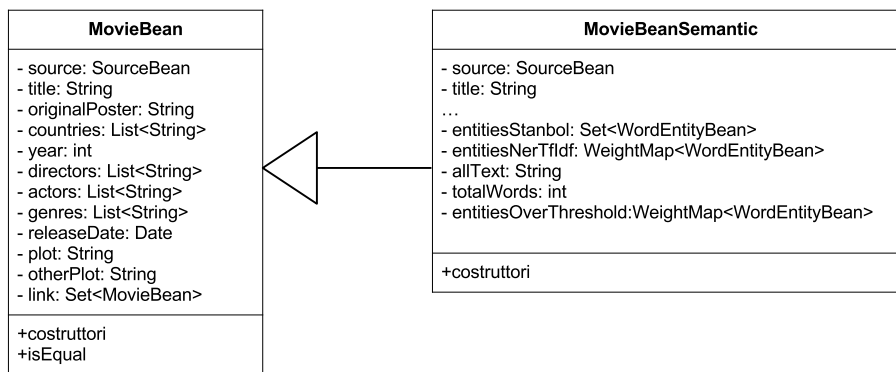 MovieBean
- source: SourceBean
- title: String
- originalPoster: String
- countries: List<String>
- year: int
- directors: List<String>
- actors: List<String>
- genres: List<String>
- releaseDate: Date
- plot: String
- otherPlot: String
- link: Set<MovieBean>
+costruttori
+isEqual
MovieBeanSemantic
- source: SourceBean
- title: String
...
- entitiesStanbol: Set<WordEntityBean>
- entitiesNerTfIdf: WeightMap<WordEntityBean>
- allText: String
- totalWords: int
- entitiesOverThreshold:WeightMap<WordEntityBean>
+costruttori